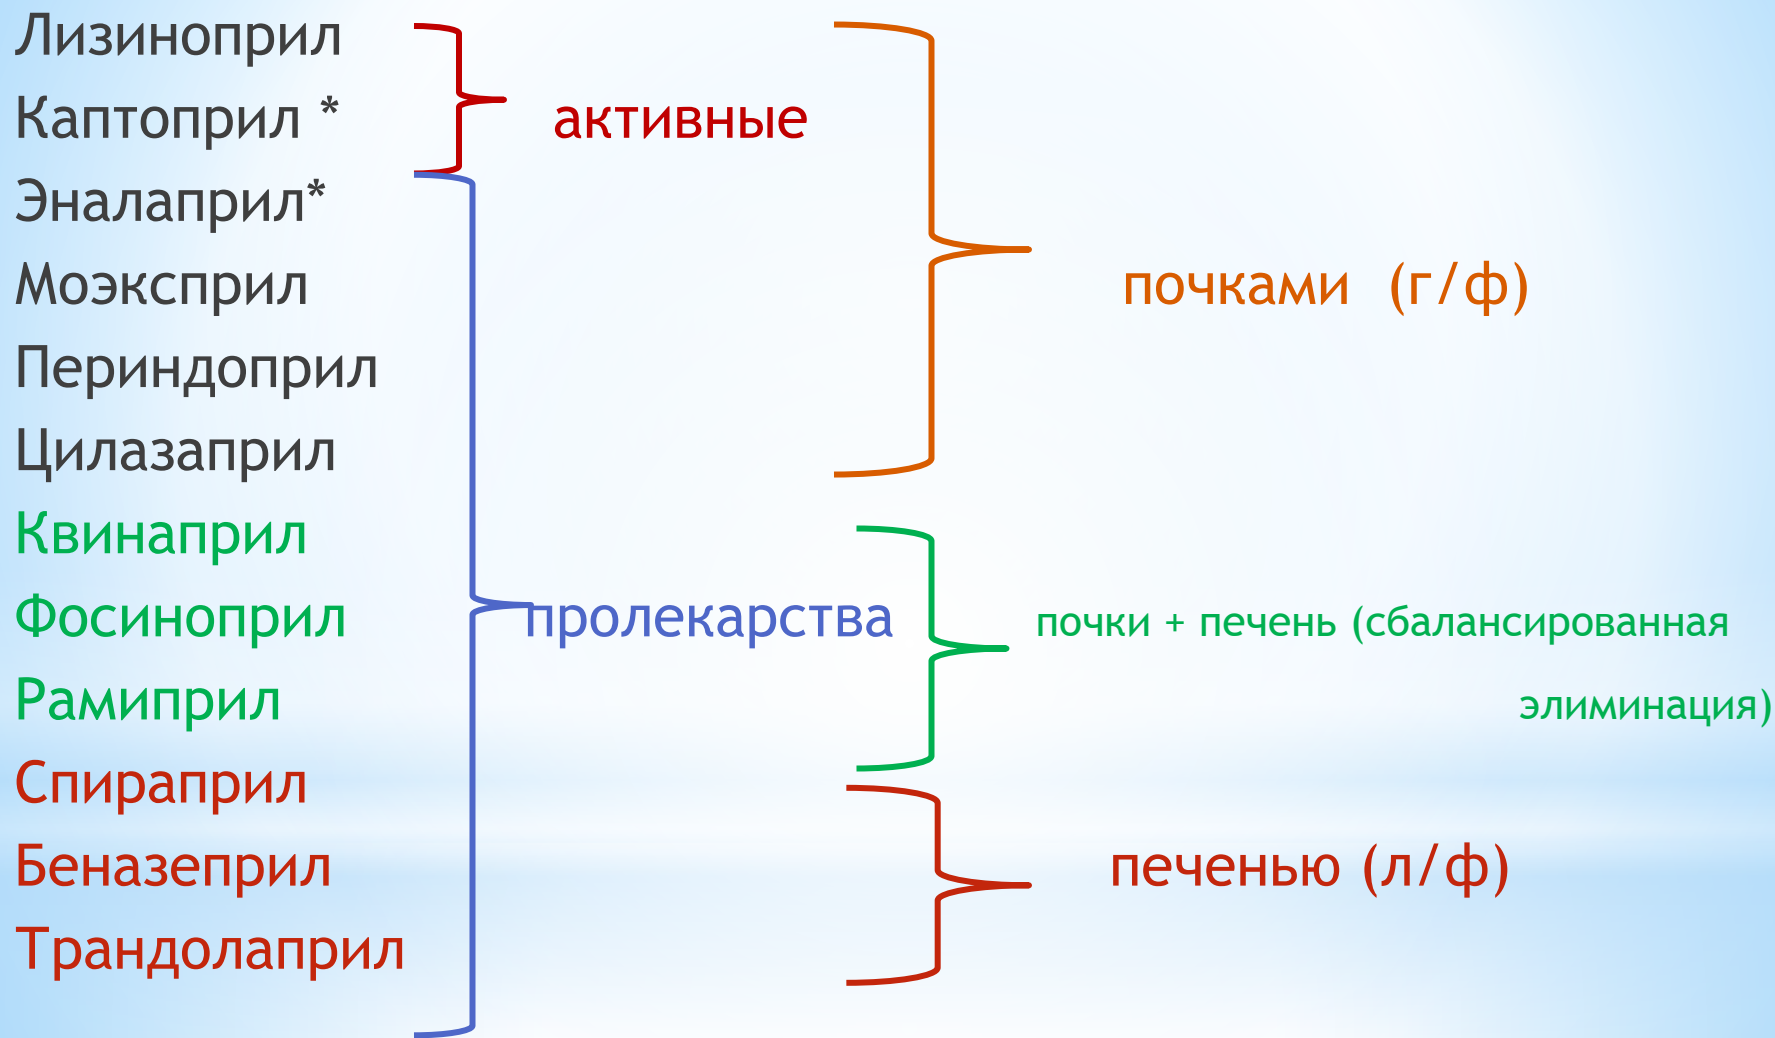 Лизиноприл
Каптоприл * активные
Эналаприл*
Моэксприл почками (г/ф)
Периндоприл
Цилазаприл
Квинаприл
Фосиноприл пролекарства почки + печень (сбалансированная
Рамиприл элиминация)
Спираприл
Беназеприл печенью (л/ф)
Трандолаприл